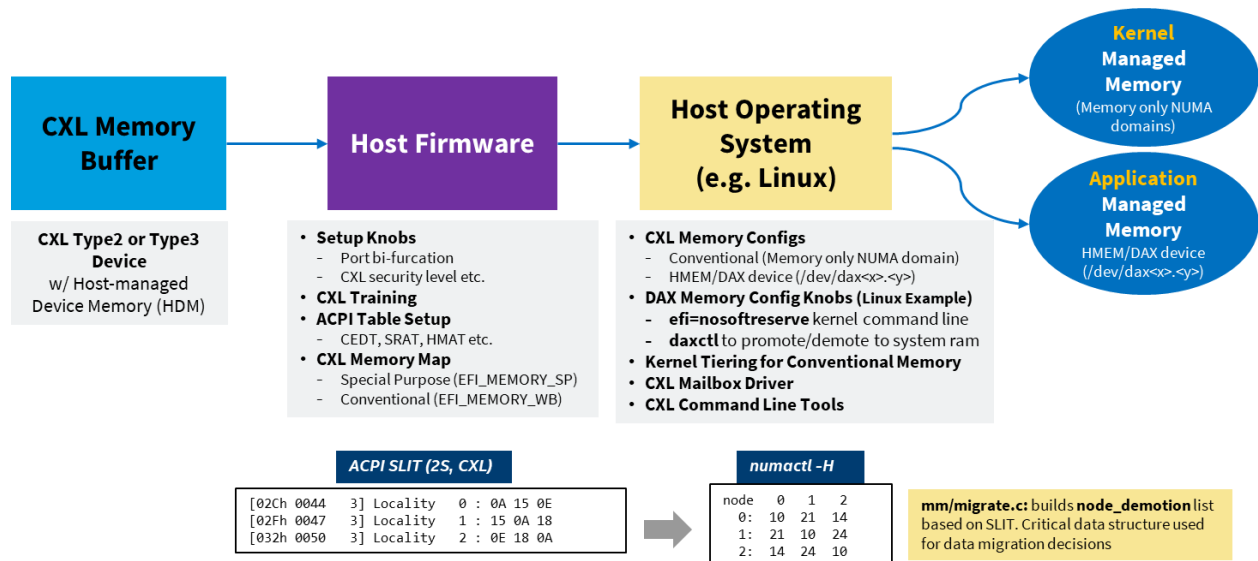 CXL Memory
Buffer
Host Firmware
Host Operating
System
(e.g. Linux)
Kernel
Managed
Memory
(Memory only NUMA
domains)
Application
Managed
Memory
HMEM/DAX device
(/dev/dax<x>.<y>)
CXL Type2 or Type3
Device
w/ Host-managed
Device Memory (HDM)
• Setup Knobs
- Port bi-furcation
- CXL security level etc.
• CXL Training
• ACPI Table Setup
- CEDT, SRAT, HMAT etc.
• CXL Memory Map
- Special Purpose (EFI_MEMORY_SP)
- Conventional (EFI_MEMORY_WB)
• CXL Memory Configs
- Conventional (Memory only NUMA domain)
- HMEM/DAX device (/dev/dax<x>.<y>)
• DAX Memory Config Knobs (Linux Example)
- efi=nosoftreserve kernel command line
- daxctl to promote/demote to system ram
• Kernel Tiering for Conventional Memory
• CXL Mailbox Driver
• CXL Command Line Tools
ACPI SLIT (2S, CXL)
[02Ch 0044 3] Locality 0 : 0A 15 0E
[02Fh 0047 3] Locality 1 : 15 0A 18
[032h 0050 3] Locality 2 : 0E 18 0A
numactl -H
node 0 1 2
0: 10 21 14
1: 21 10 24
2: 14 24 10
mm/migrate.c: builds node_demotion list
based on SLIT. Critical data structure used
for data migration decisions